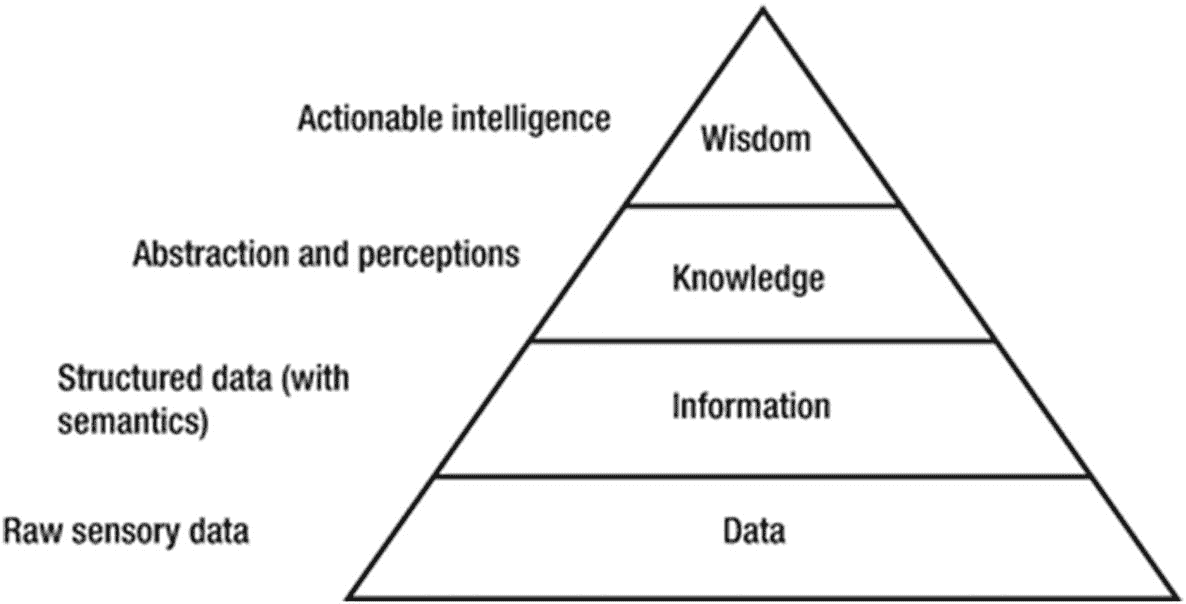 Actionable intelligence
Wisdom
Abstraction and perceptions
Knowledge
Structured data (with
semantics)
Information
Raw sensory data
Data